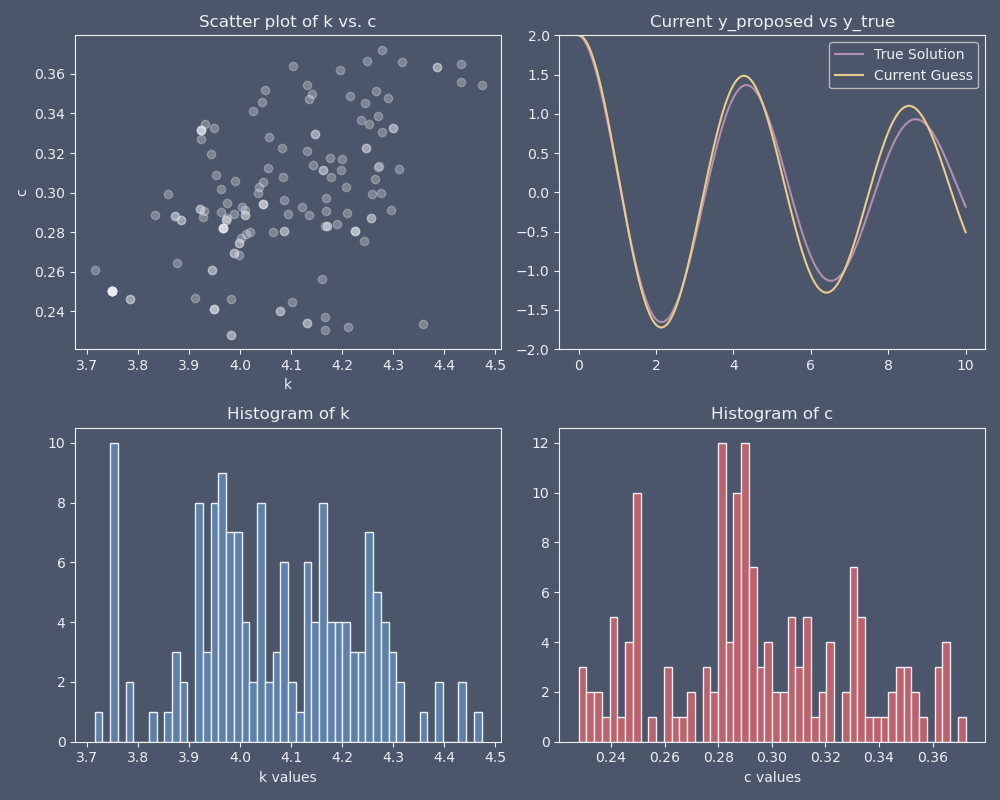 Scatter plot of k vs. c
c
0.36
0.34
0.32
0.30
0.28
0.26
0.24
3.7 3.8 3.9 4.0 4.1 4.2 4.3 4.4 4.5
k
Current y_proposed vs y_true
True Solution
Current Guess
2.0
1.5
1.0
0.5
0.0
−0.5
−1.0
−1.5
−2.0
0 2 4 6 8 10
Histogram of k
10
8
6
4
2
0
3.7 3.8 3.9 4.0 4.1 4.2 4.3 4.4 4.5
k values
Histogram of c
12
10
8
6
4
2
0
0.24 0.26 0.28 0.30 0.32 0.34 0.36
c values